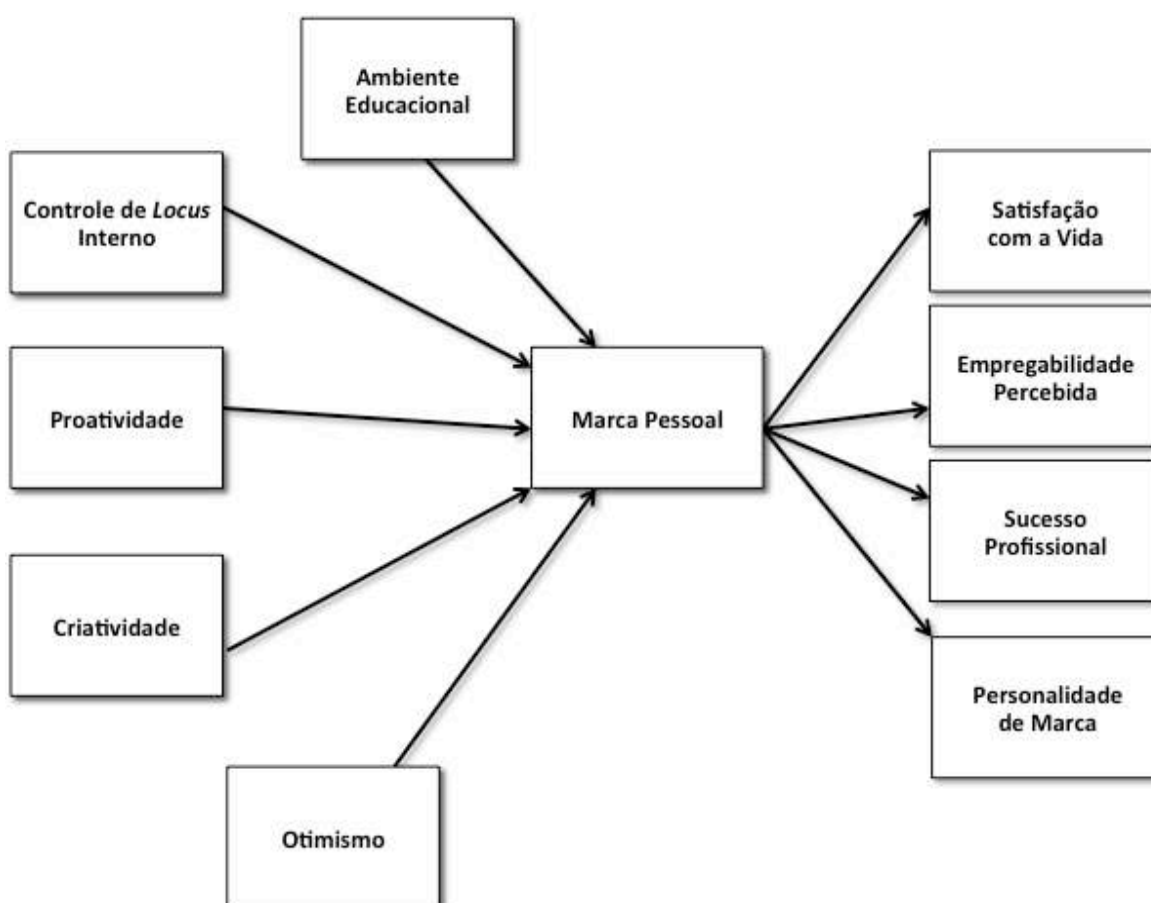 Ambiente
Educacional
Controle de Locus
Interno
Proatividade
Criatividade
Otimismo
Marca Pessoal
Satisfação
com a Vida
Empregabilidade
Percebida
Sucesso
Profissional
Personalidade
de Marca